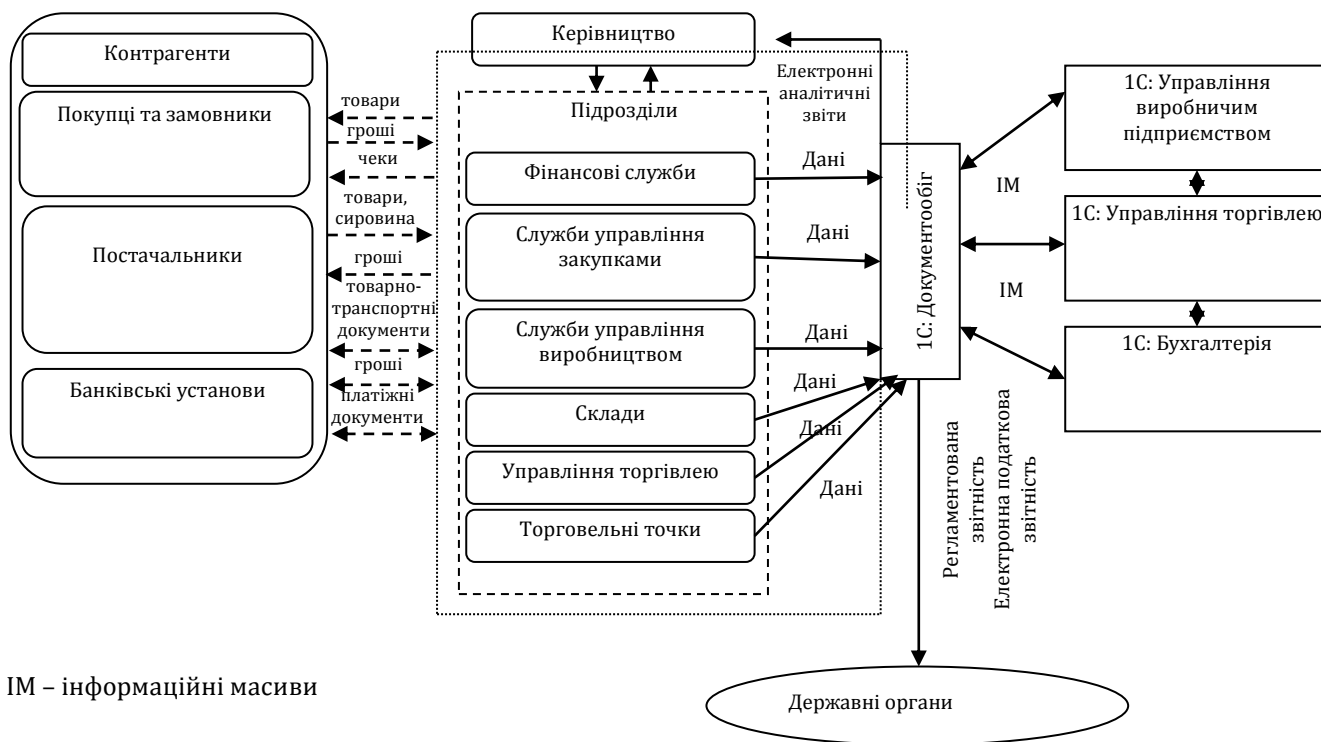 Контрагенти
Покупці та замовники
Постачальники
Банківські установи
товари
гроші
чеки
товари,
сировина
гроші
товарно-
транспортні
документи
гроші
платіжні
документи
Керівництво
Підрозділи
Фінансові служби
Служби управління
закупками
Служби управління
виробництвом
Склади
Управління торгівлею
Торговельні точки
Електронні
аналітичні
звіти
Дані
Дані
Дані
Дані
Дані
Дані
1С: Документообіг
ІМ
ІМ
1С: Управління
виробничим
підприємством
1С: Управління торгівлею
1С: Бухгалтерія
Регламентована
звітність
Електронна податкова
звітність
Державні органи
ІМ – інформаційні масиви